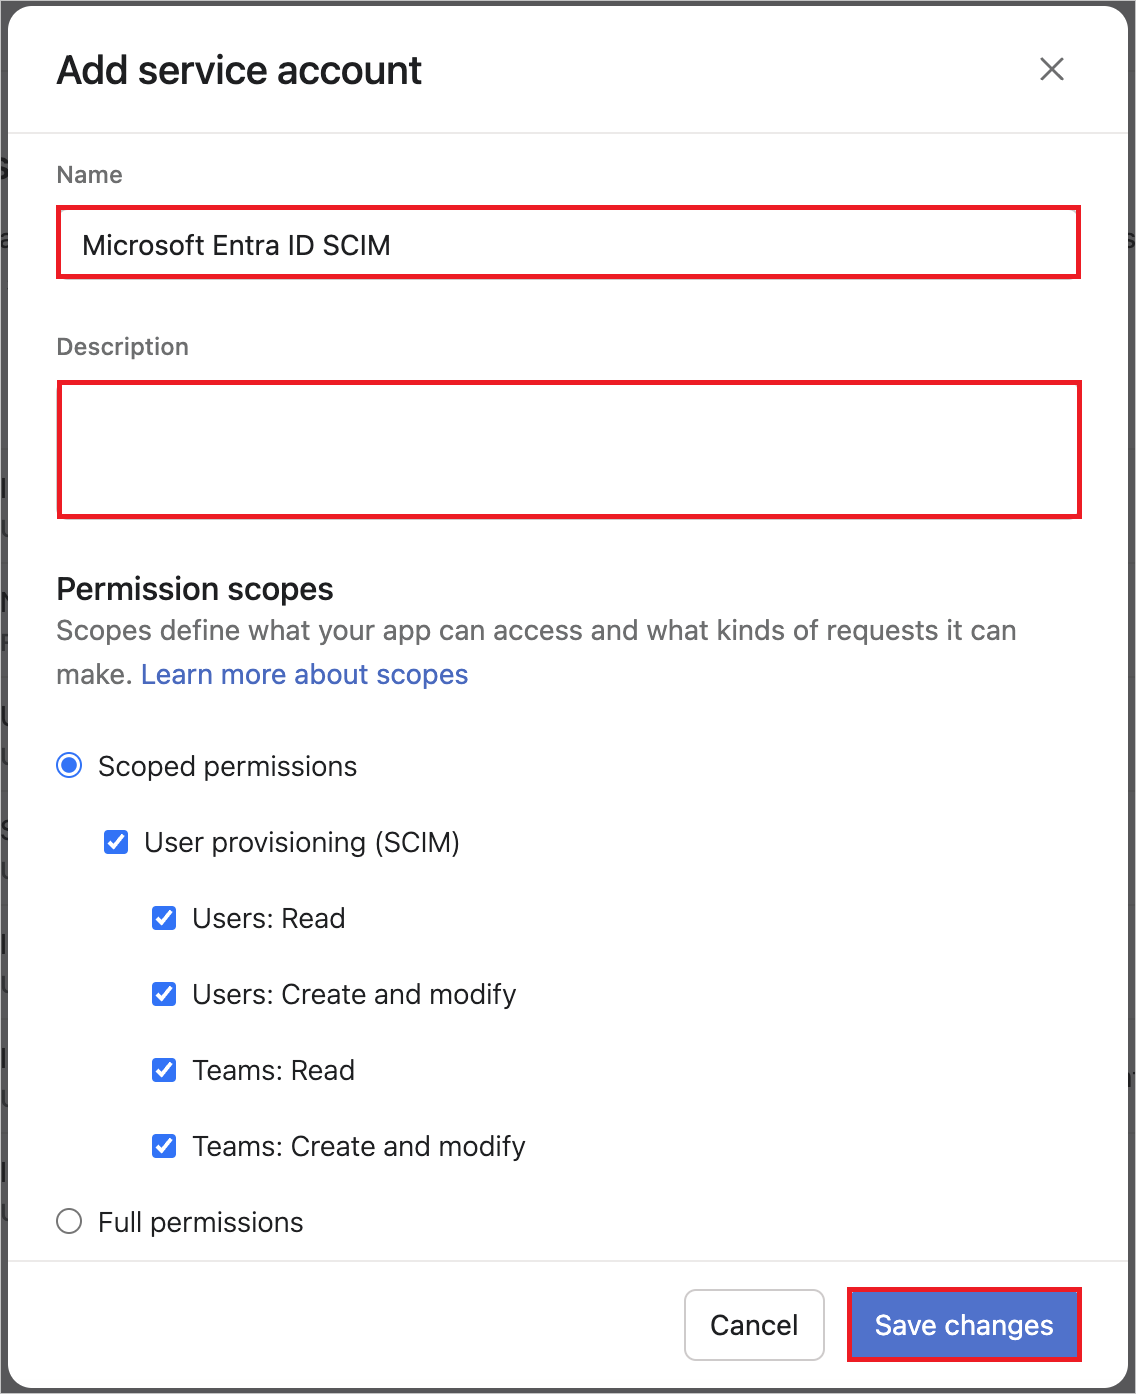 Add service account
Name
Microsoft Entra ID SCIM
Description
Permission scopes
Scopes define what your app can access and what kinds of requests it can
make. Learn more about scopes
Scoped permissions
User provisioning (SCIM)
Users: Read
Users: Create and modify
Teams: Read
Teams: Create and modify
Full permissions
Cancel
Save changes